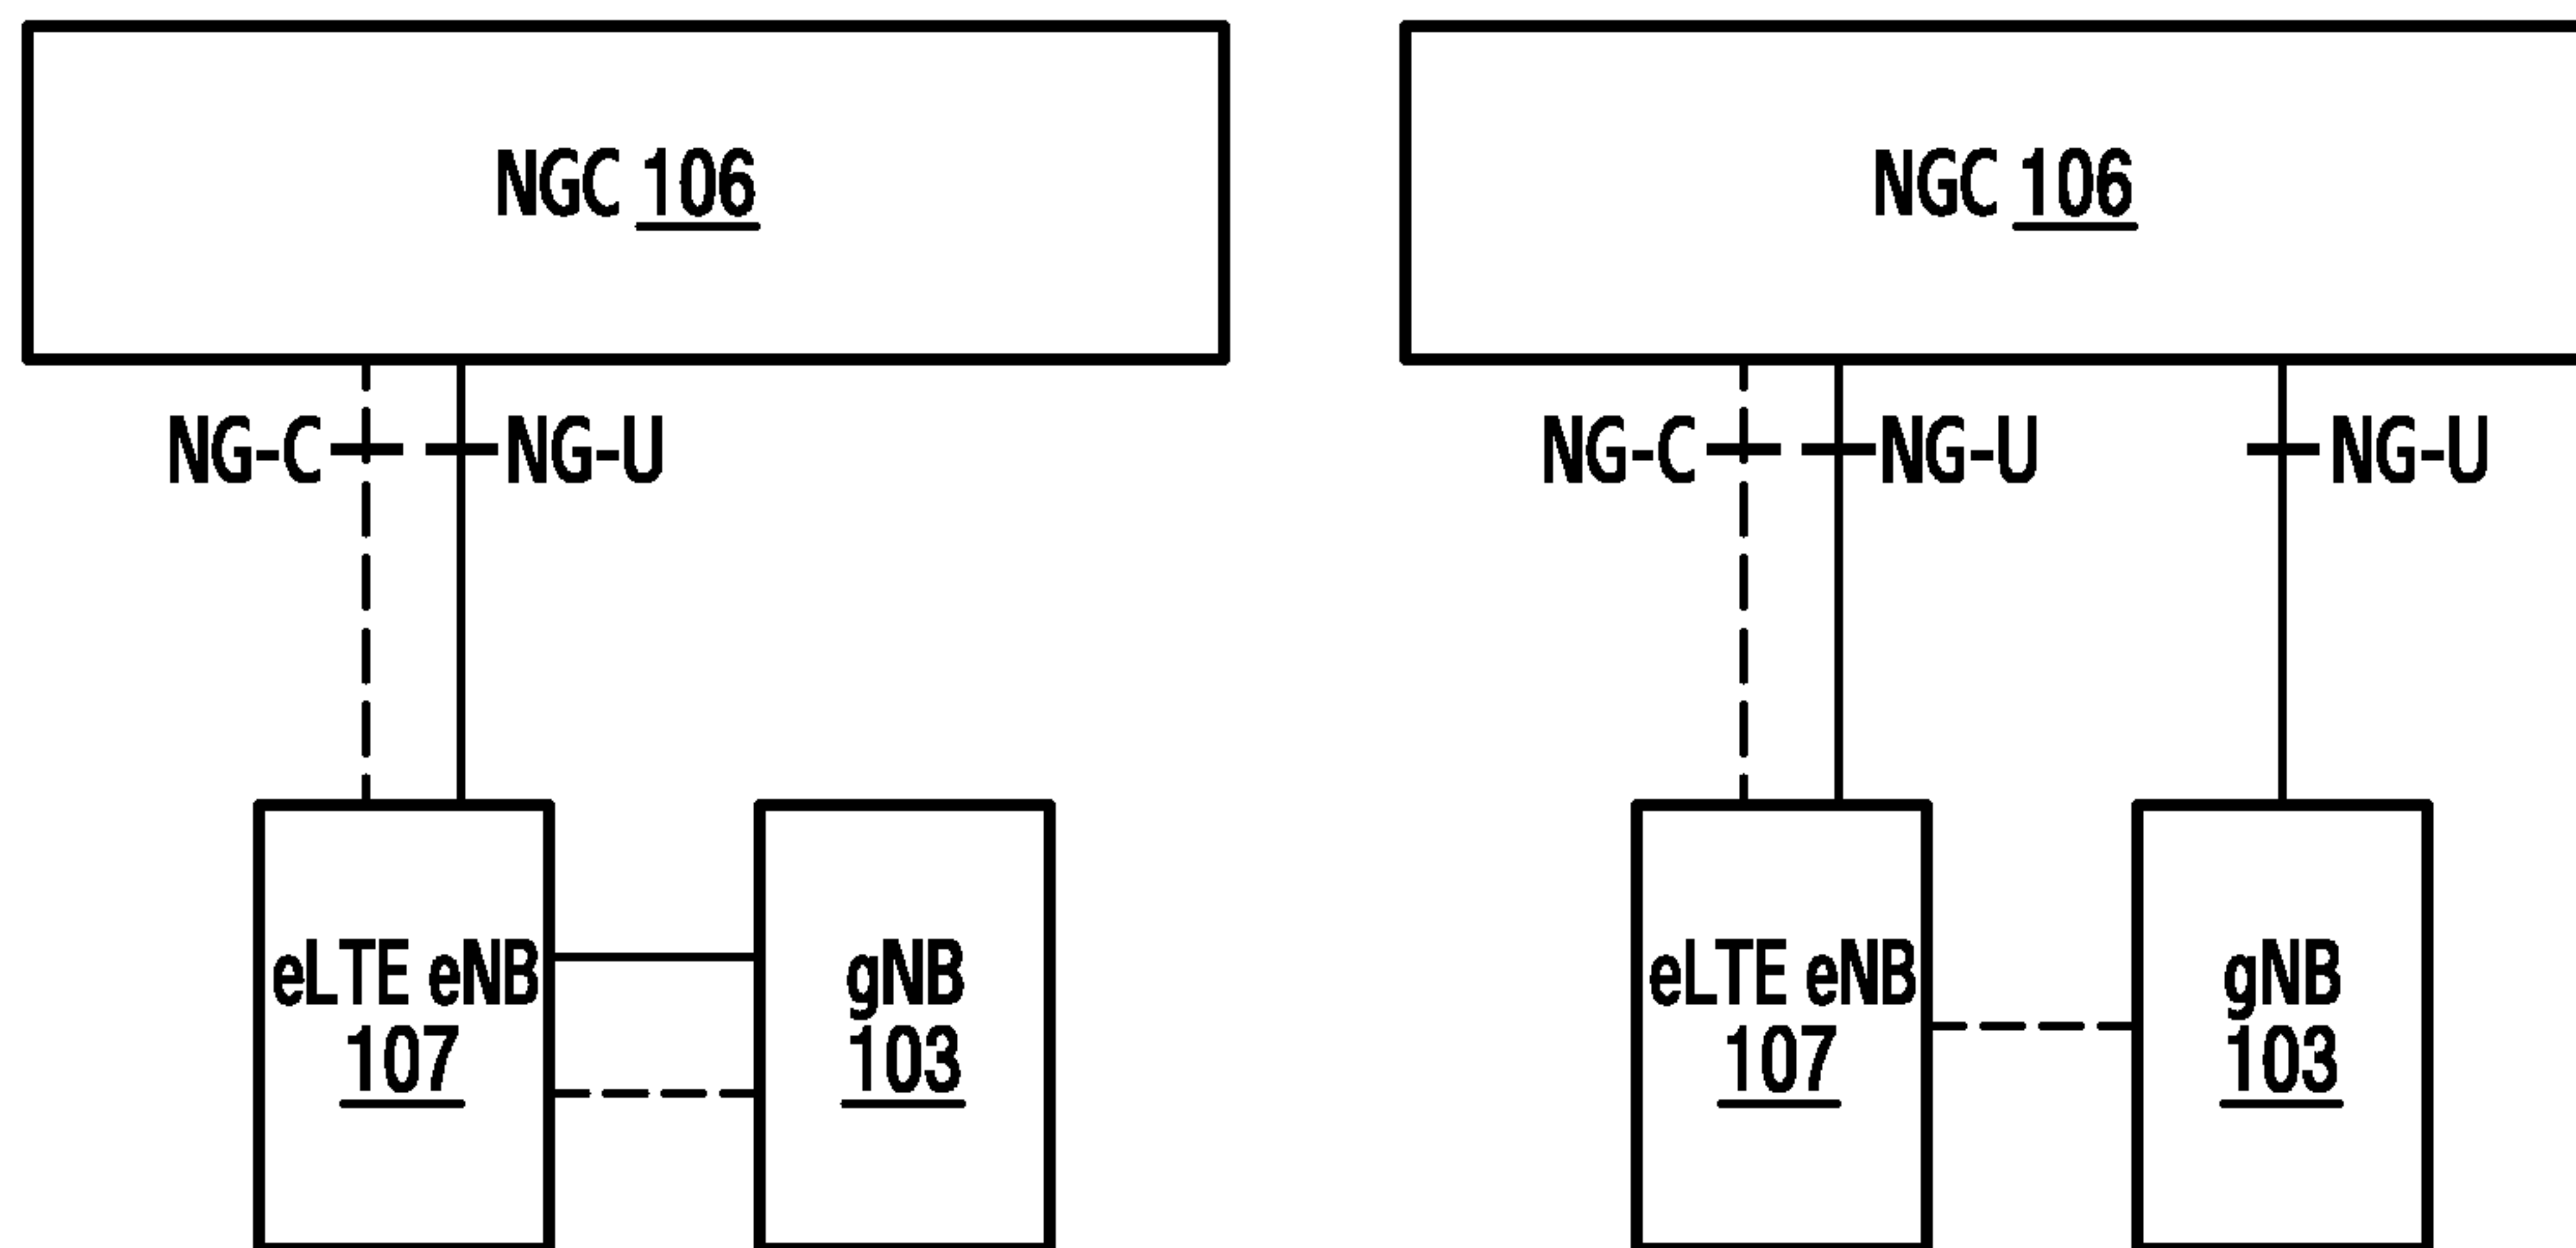 NGC 106
NG-C NG-U
eLTE eNB
107
gNB
103
NGC 106
NG-C NG-U NG-U
eLTE eNB
107
gNB
103